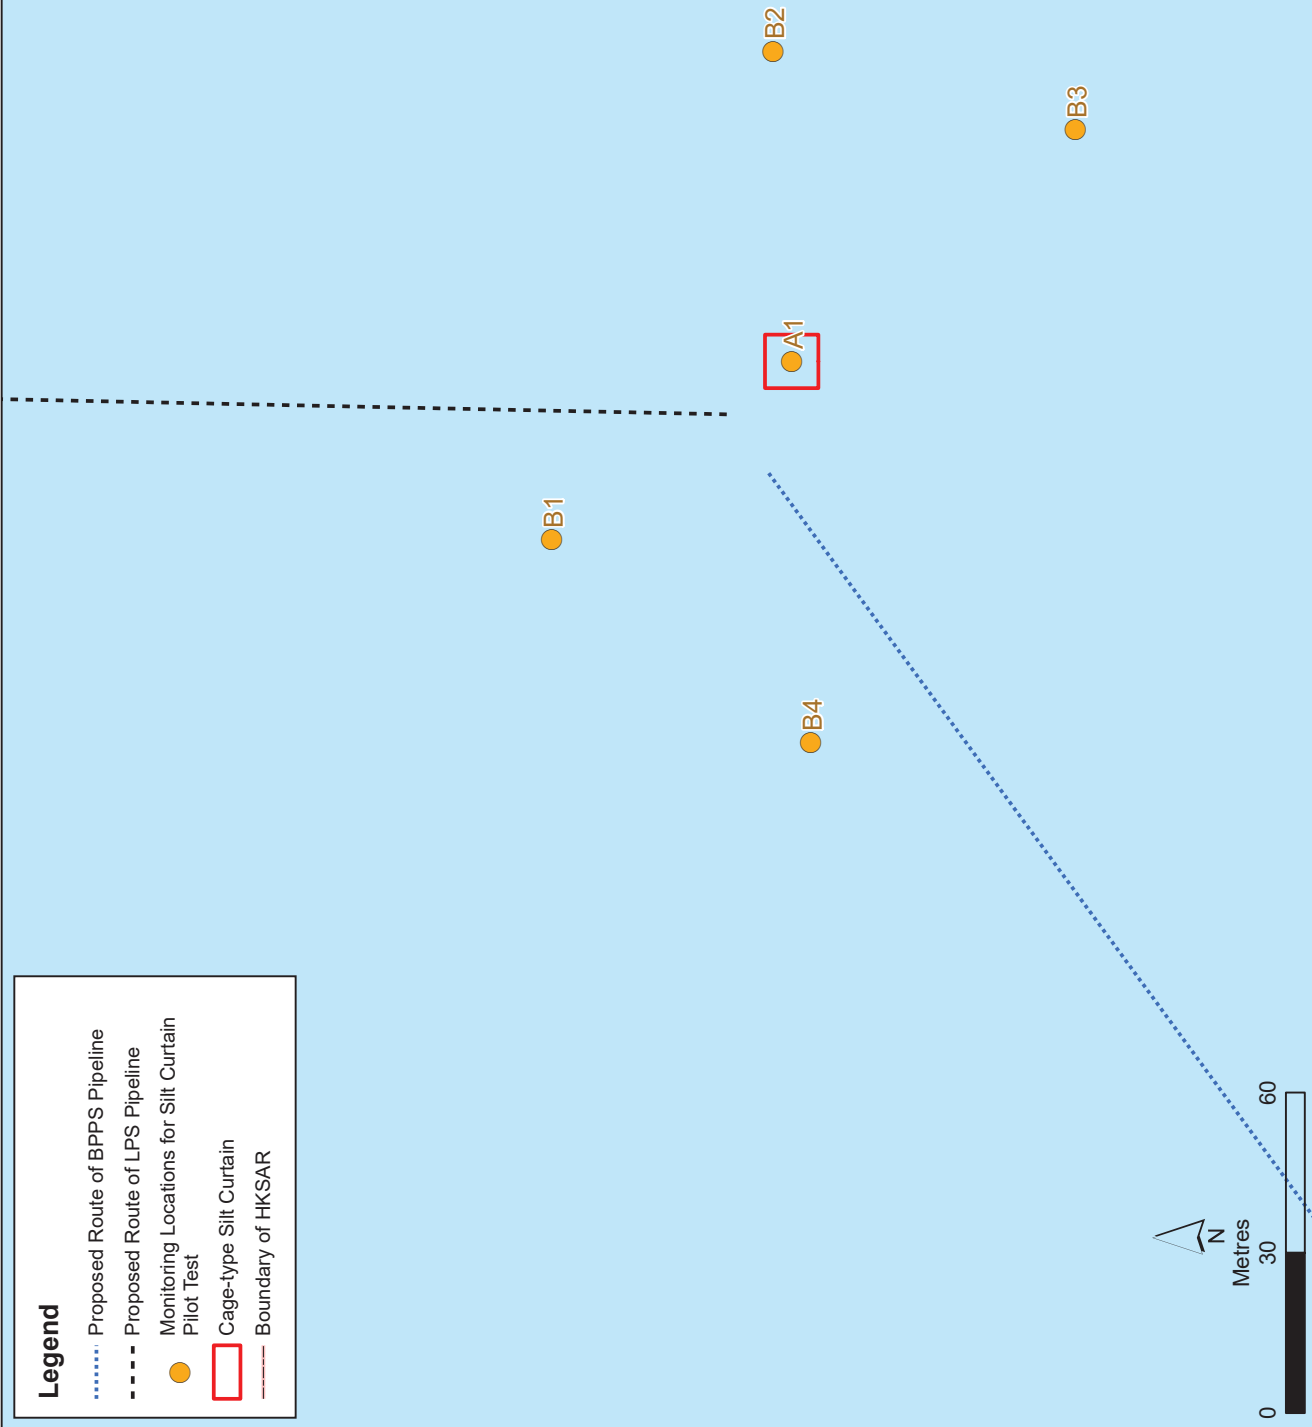 Legend
Proposed Route of BPPS Pipeline
Proposed Route of LPS Pipeline
Monitoring Locations for Silt Curtain
Pilot Test
Cage-type Silt Curtain
Boundary of HKSAR
B1
B4
B2
A1
B3
N
Metres
0 30 60